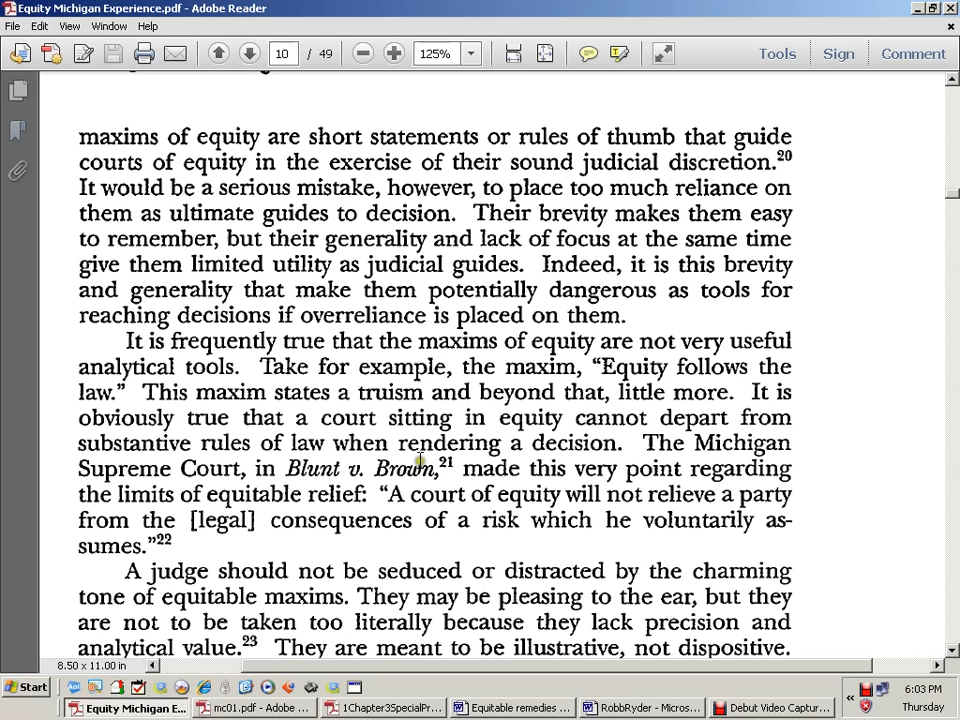 Equity Michigan Experience.pdf - Adobe Reader
File Edit View Window Help
10 / 49 125% Tools Sign Comment
maxims of equity are short statements or rules of thumb that guide
courts of equity in the exercise of their sound judicial discretion.20
It would be a serious mistake, however, to place too much reliance on
them as ultimate guides to decision. Their brevity makes them easy
to remember, but their generality and lack of focus at the same time
give them limited utility as judicial guides. Indeed, it is this brevity
and generality that make them potentially dangerous as tools for
reaching decisions if overreliance is placed on them.
It is frequently true that the maxims of equity are not very useful
analytical tools. Take for example, the maxim, “Equity follows the
law.” This maxim states a truism and beyond that, little more. It is
obviously true that a court sitting in equity cannot depart from
substantive rules of law when rendering a decision. The Michigan
Supreme Court, in Blunt v. Brown,21 made this very point regarding
the limits of equitable relief: “A court of equity will not relieve a party
from the [legal] consequences of a risk which he voluntarily as-
sumes.”22
A judge should not be seduced or distracted by the charming
tone of equitable maxims. They may be pleasing to the ear, but they
are not to be taken too literally because they lack precision and
analytical value.23 They are meant to be illustrative, not dispositive.
8.50 x 11.00 in
Start 6:03 PM
Equity Michigan E... mc01.pdf - Adobe ... 1Chapter3SpecialPr... Equitable remedies ... RobbRyder - Micros... Debut Video Captur... Thursday